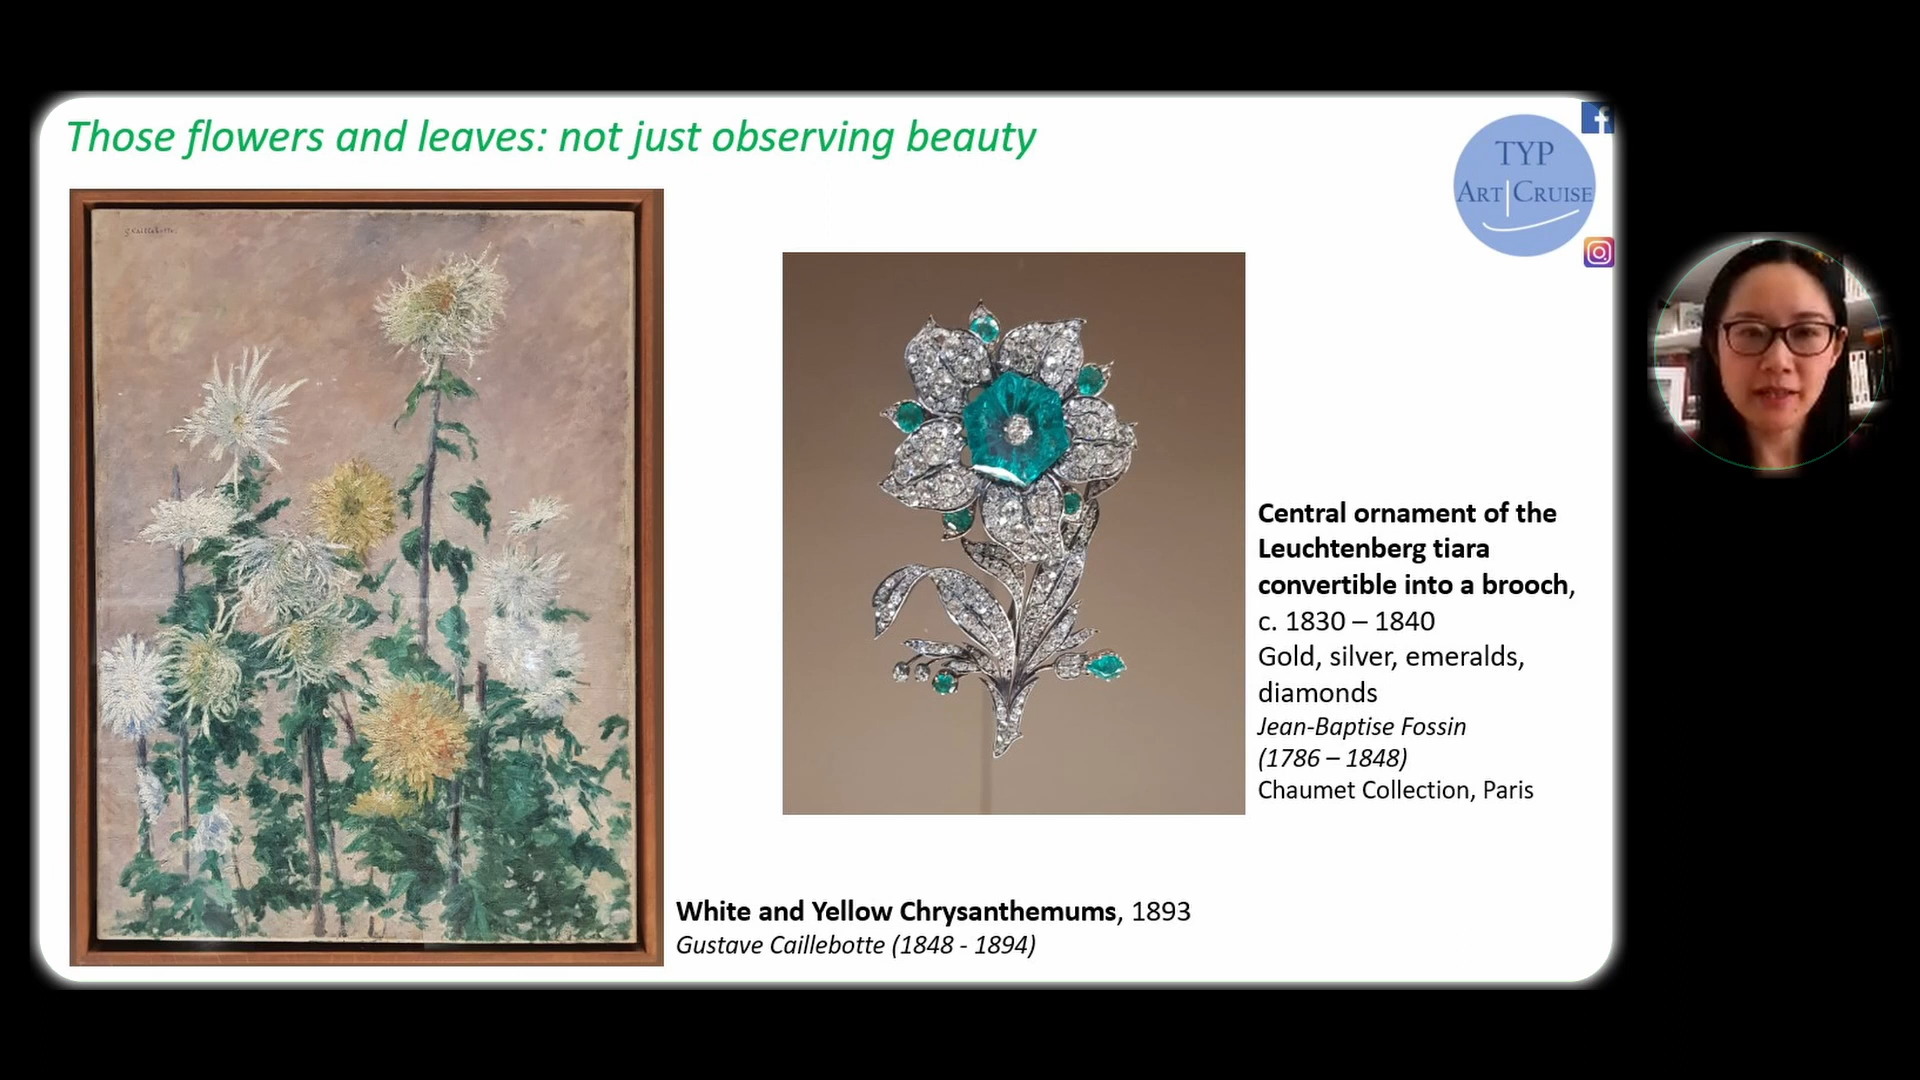 Those flowers and leaves: not just observing beauty
TYP
ART CRUISE
G. Caillebotte
Central ornament of the
Leuchtenberg tiara
convertible into a brooch,
c. 1830 – 1840
Gold, silver, emeralds,
diamonds
Jean-Baptise Fossin
(1786 – 1848)
Chaumet Collection, Paris
White and Yellow Chrysanthemums, 1893
Gustave Caillebotte (1848 - 1894)